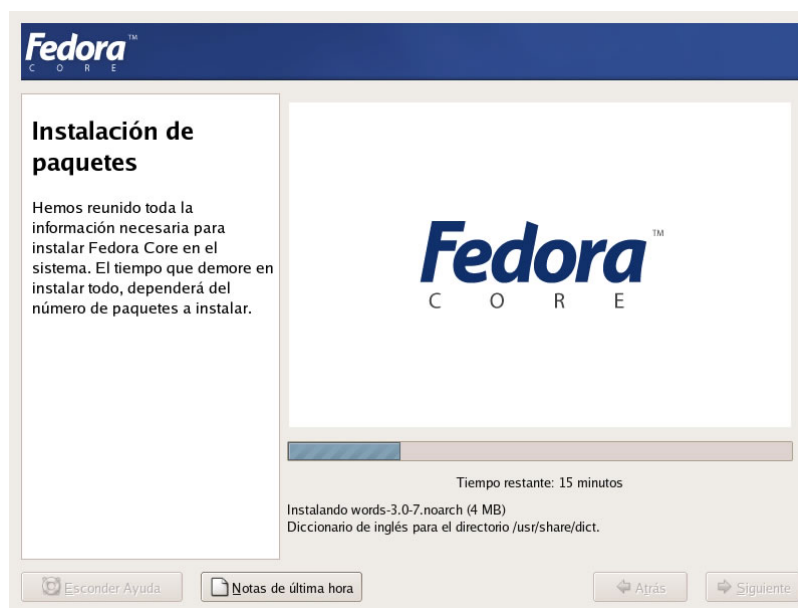 Fedora™
CORE
Instalación de
paquetes
Hemos reunido toda la
información necesaria para
instalar Fedora Core en el
sistema. El tiempo que demore en
instalar todo, dependerá del
número de paquetes a instalar.
Fedora™
CORE
Tiempo restante: 15 minutos
Instalando words-3.0-7.noarch (4 MB)
Diccionario de inglés para el directorio /usr/share/dict.
Esconder Ayuda
Notas de última hora
Atrás
Siguiente